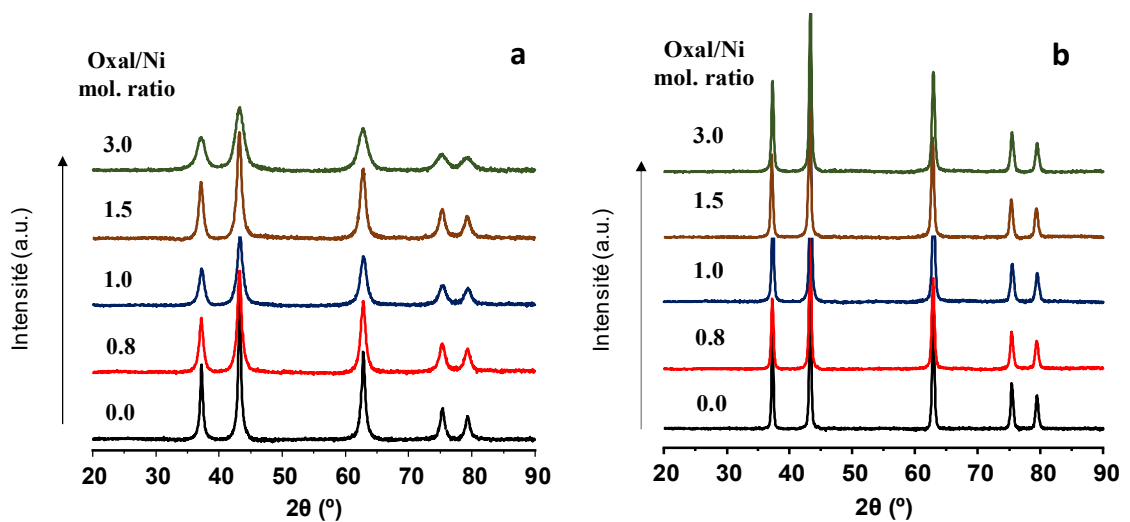 Oxal/Ni
mol. ratio
a
3.0
1.5
1.0
0.8
0.0
Intensité (a.u.)
20 30 40 50 60 70 80 90
2θ (º)
Oxal/Ni
mol. ratio
b
3.0
1.5
1.0
0.8
0.0
Intensité (a.u.)
20 30 40 50 60 70 80 90
2θ (º)